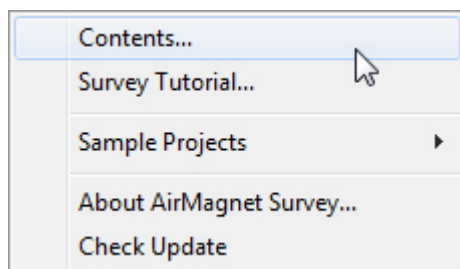 Contents...
Survey Tutorial...
Sample Projects
About AirMagnet Survey...
Check Update